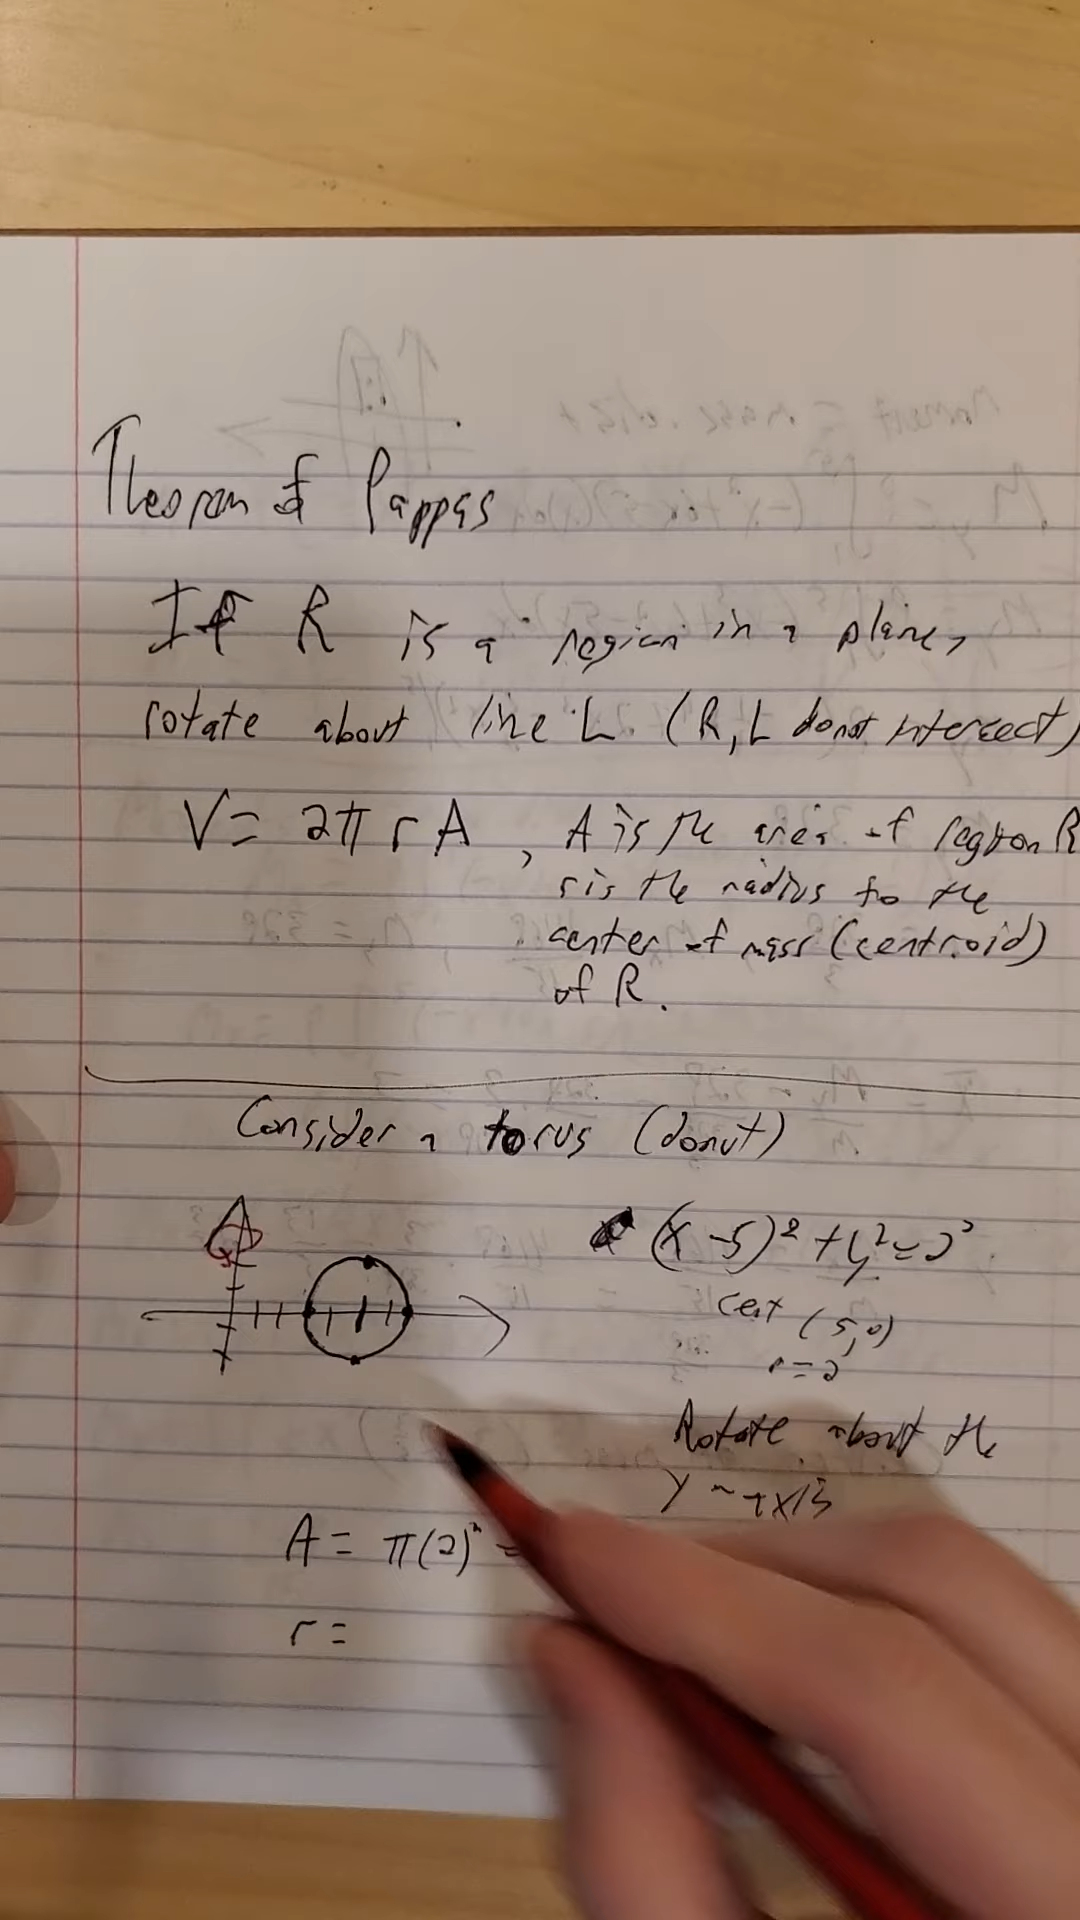 Theorem of Pappus
If R is a region in a plane,
rotate about line L. (R, L do not intersect)
V = 2π r A, A is the area of region R
r is the radius to the
center of mass (centroid)
of R.
Consider a torus (donut)
(x - 5)² + y² = 2²
cent (5, 0)
r = 2
Rotate about the
y-axis
A = π(2)² =
r =